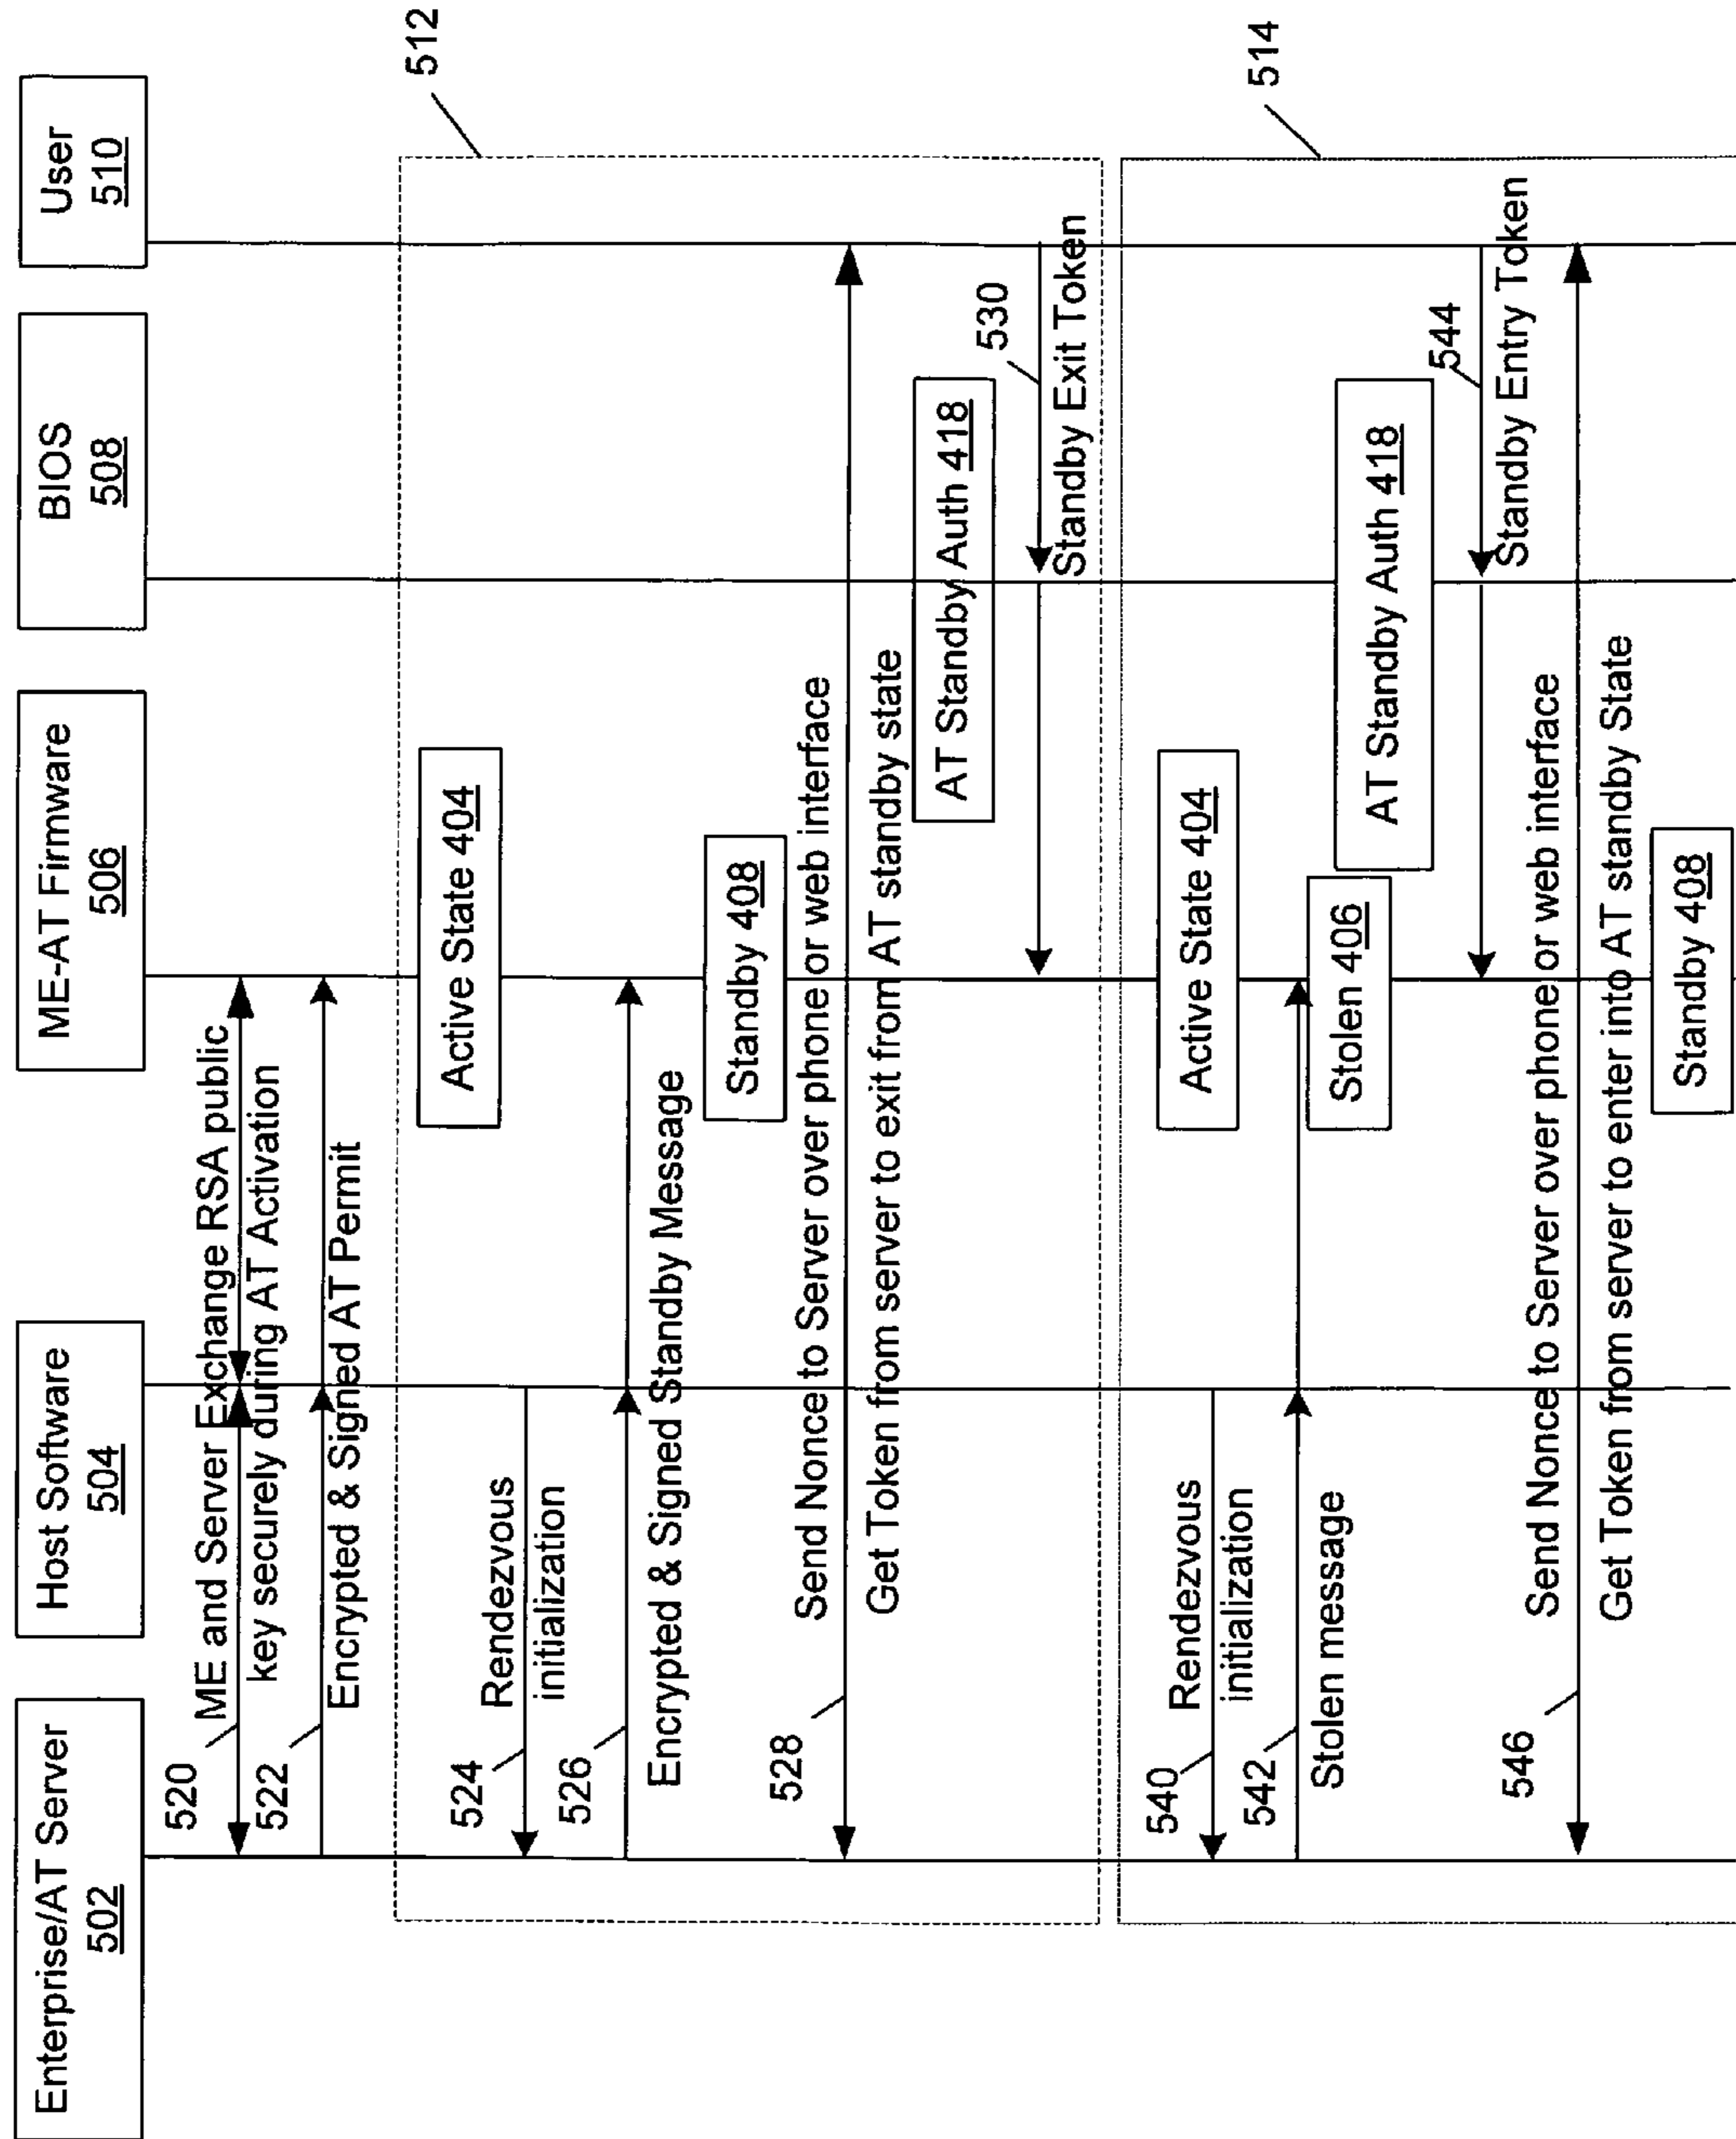 Enterprise/AT Server
502
Host Software
504
ME-AT Firmware
506
BIOS
508
User
510
520
ME and Server Exchange RSA public
key securely during AT Activation
522
Encrypted & Signed AT Permit
512
Active State 404
524
Rendezvous
initialization
526
Encrypted & Signed Standby Message
Standby 408
Send Nonce to Server over phone or web interface
528
Get Token from server to exit from AT standby state
AT Standby Auth 418
530
Standby Exit Token
514
Active State 404
540
Rendezvous
initialization
542
Stolen message
Stolen 406
AT Standby Auth 418
544
Standby Entry Token
Send Nonce to Server over phone or web interface
546
Get Token from server to enter into AT standby State
Standby 408